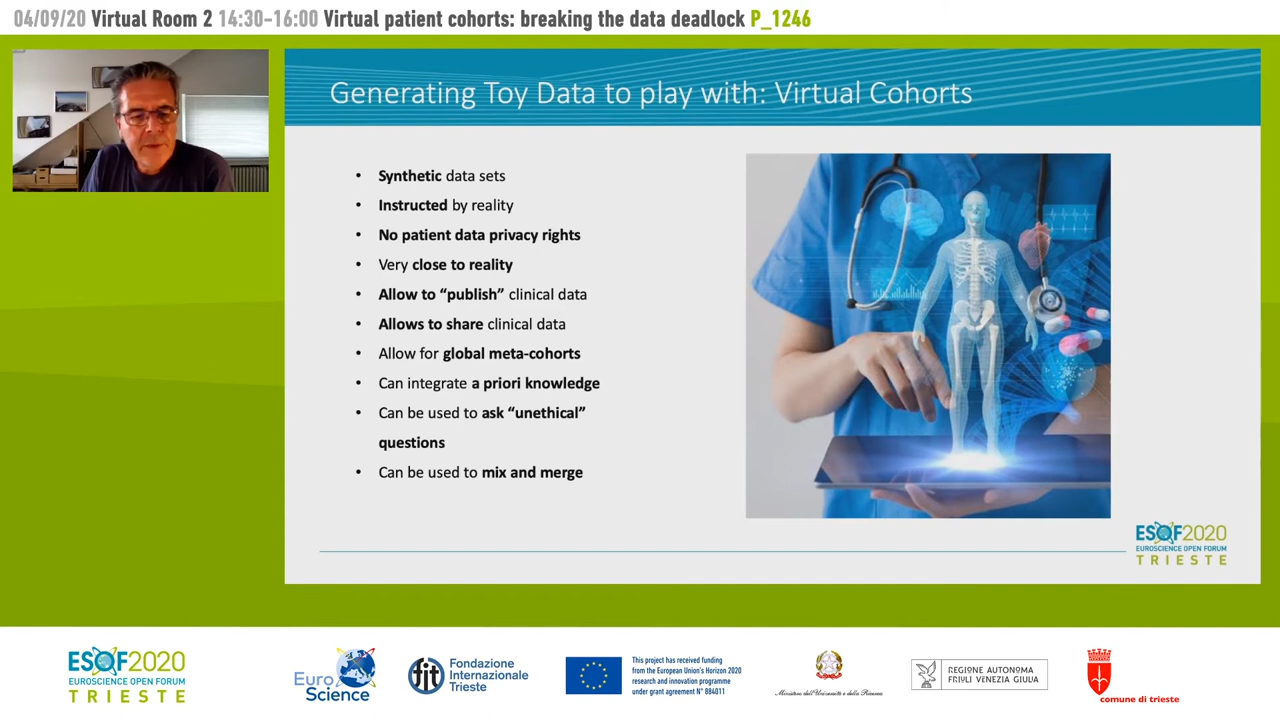 04/09/20 Virtual Room 2 14:30-16:00 Virtual patient cohorts: breaking the data deadlock P_1246
Generating Toy Data to play with: Virtual Cohorts
• Synthetic data sets
• Instructed by reality
• No patient data privacy rights
• Very close to reality
• Allow to “publish” clinical data
• Allows to share clinical data
• Allow for global meta-cohorts
• Can integrate a priori knowledge
• Can be used to ask “unethical”
questions
• Can be used to mix and merge
ESOF2020
EUROSCIENCE OPEN FORUM
TRIESTE
ESOF2020
EUROSCIENCE OPEN FORUM
TRIESTE
Euro
Science
fit
Fondazione
Internazionale
Trieste
This project has received funding
from the European Union's Horizon 2020
research and innovation programme
under grant agreement N° 884011
Ministero dell'Università e della Ricerca
REGIONE AUTONOMA
FRIULI VENEZIA GIULIA
comune di trieste